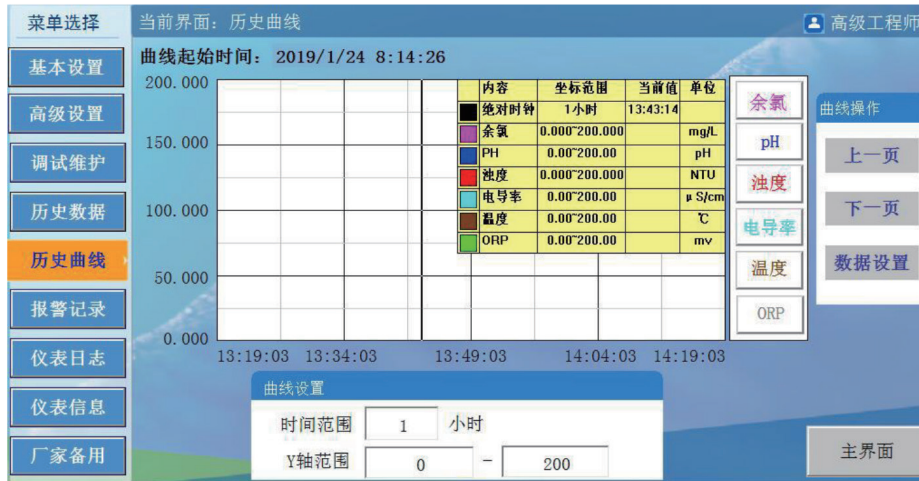 菜单选择
基本设置
高级设置
调试维护
历史数据
历史曲线
报警记录
仪表日志
仪表信息
厂家备用
当前界面：历史曲线
高级工程师
曲线起始时间： 2019/1/24 8:14:26
200.000
150.000
100.000
50.000
0.000
13:19:03 13:34:03 13:49:03 14:04:03 14:19:03
内容 坐标范围 当前值 单位
绝对时钟 1小时 13:43:14
余氯 0.000~200.000 mg/L
PH 0.00~200.00 pH
浊度 0.000~200.000 NTU
电导率 0.00~200.00 μS/cm
温度 0.00~200.00 ℃
ORP 0.00~200.00 mv
余氯
pH
浊度
电导率
温度
ORP
曲线操作
上一页
下一页
数据设置
曲线设置
时间范围 1 小时
Y轴范围 0 - 200
主界面